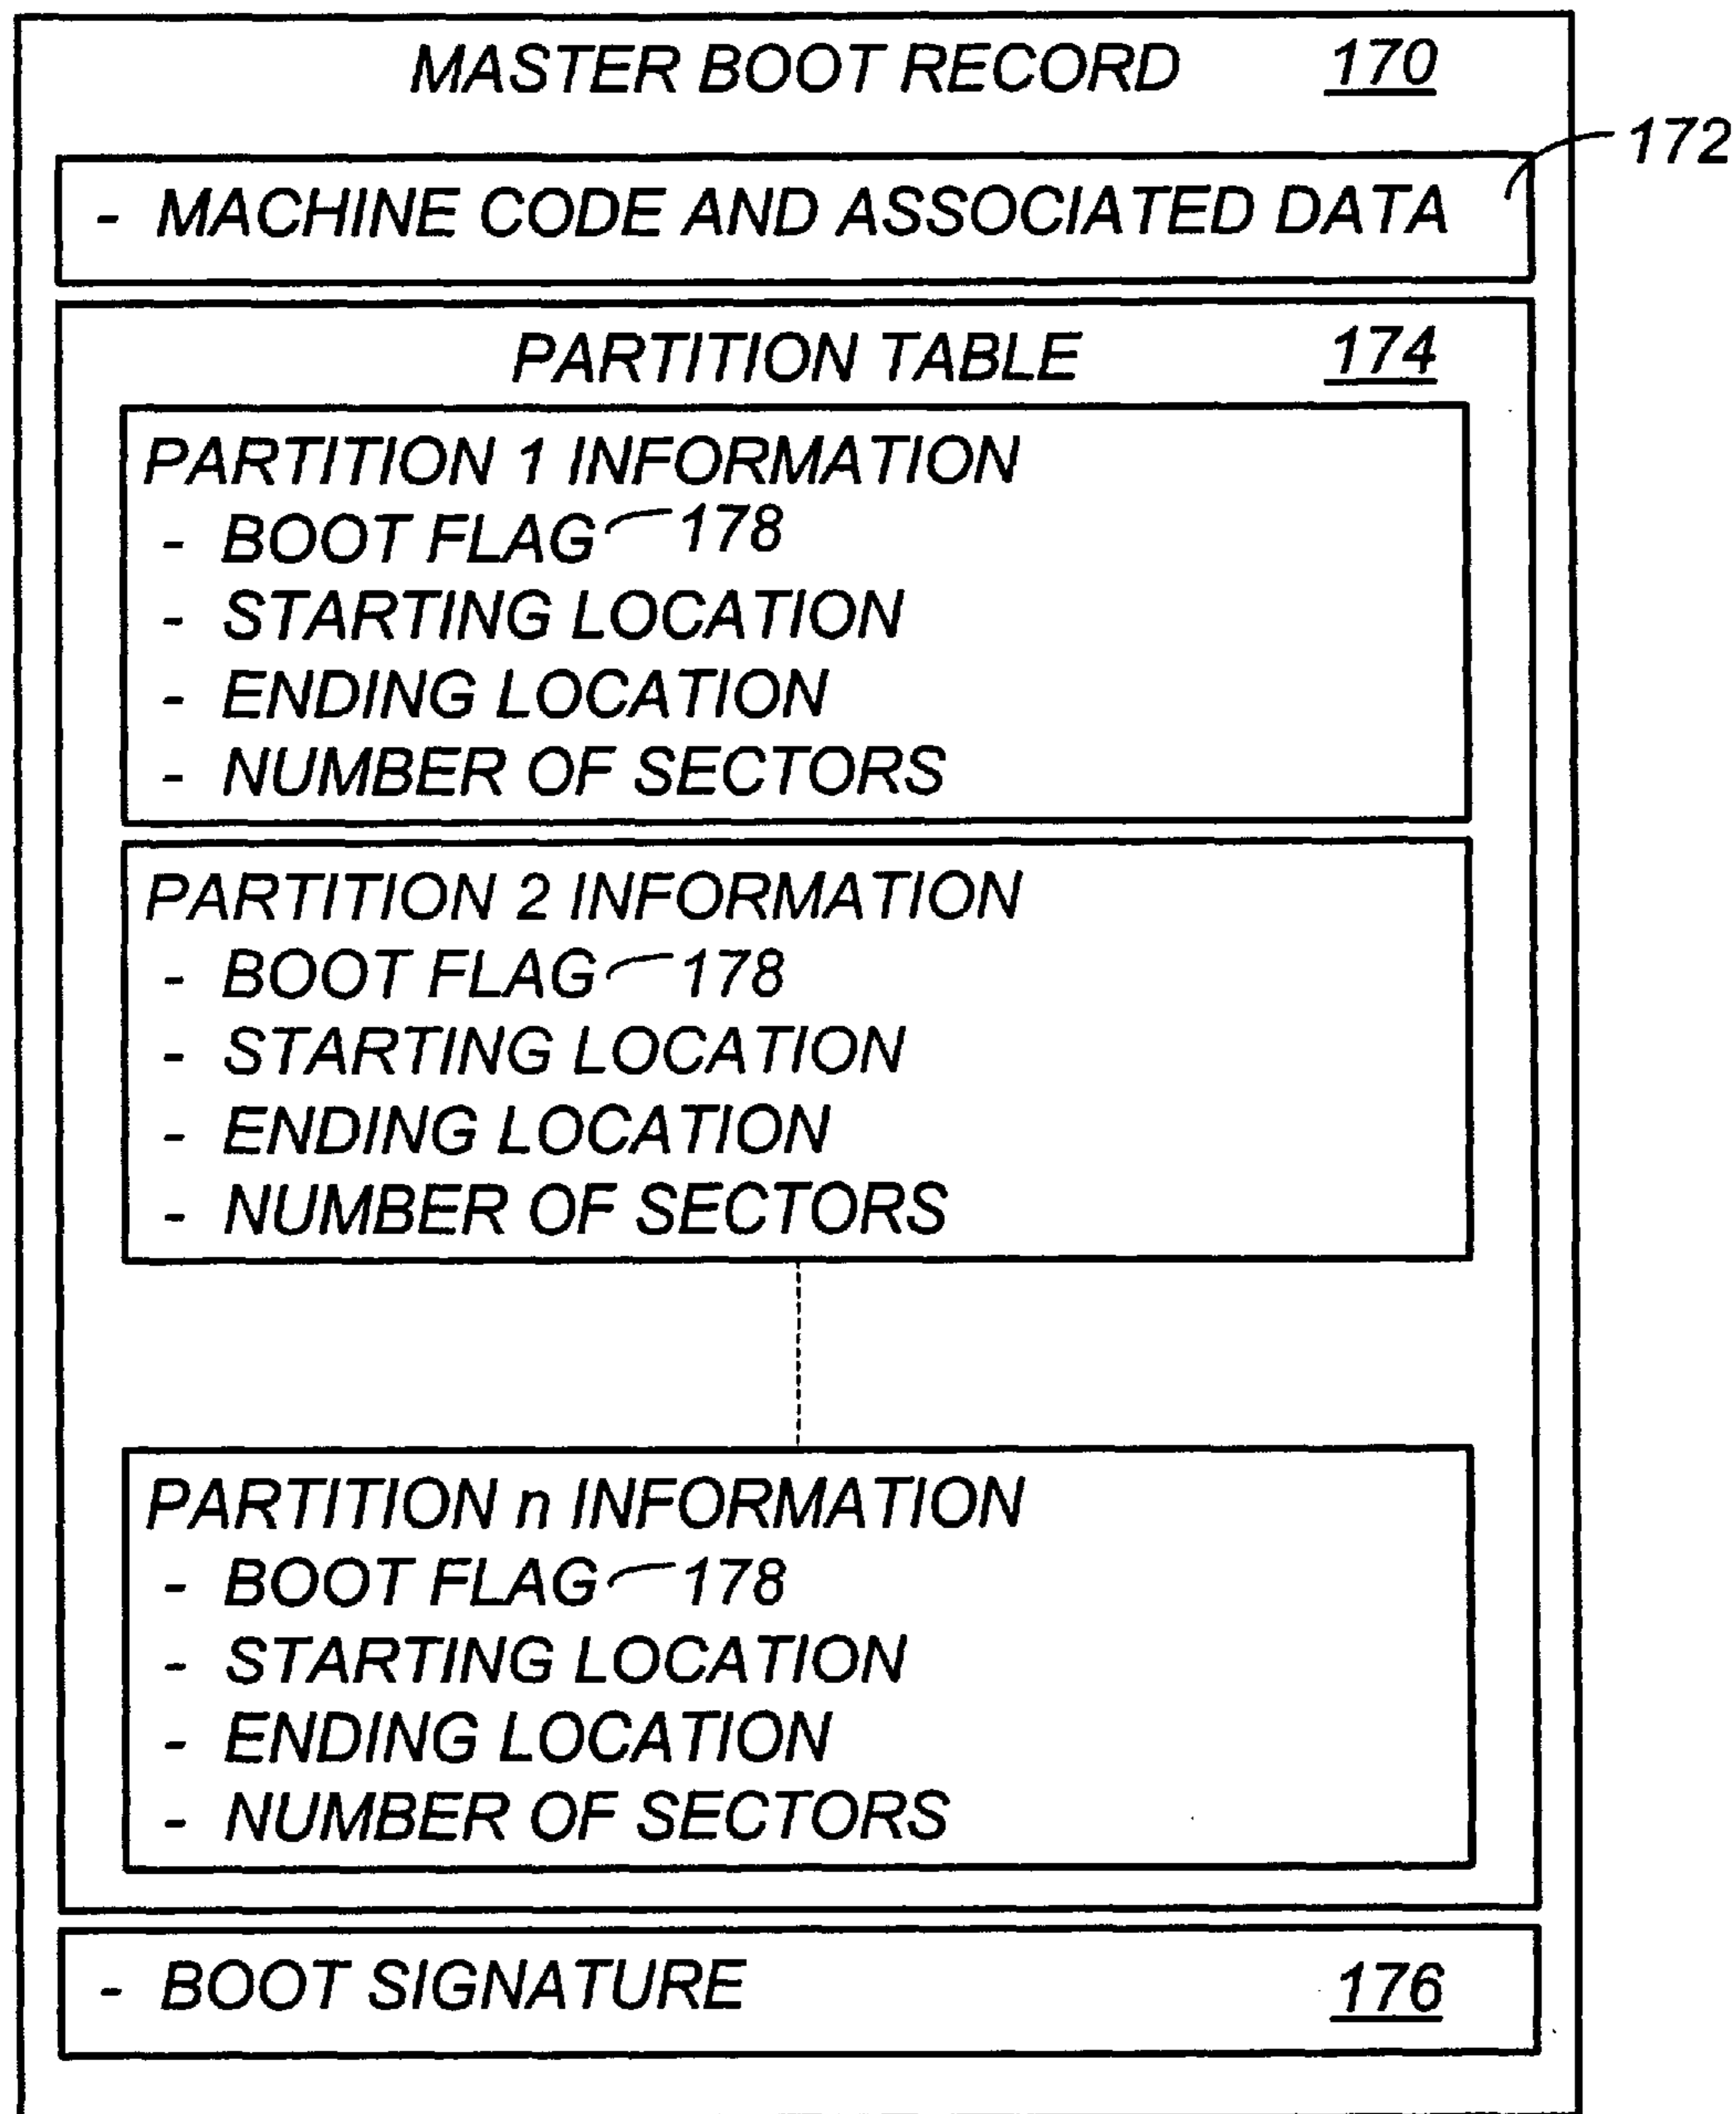 MASTER BOOT RECORD 170
172
- MACHINE CODE AND ASSOCIATED DATA
PARTITION TABLE 174
PARTITION 1 INFORMATION
- BOOT FLAG 178
- STARTING LOCATION
- ENDING LOCATION
- NUMBER OF SECTORS
PARTITION 2 INFORMATION
- BOOT FLAG 178
- STARTING LOCATION
- ENDING LOCATION
- NUMBER OF SECTORS
PARTITION n INFORMATION
- BOOT FLAG 178
- STARTING LOCATION
- ENDING LOCATION
- NUMBER OF SECTORS
- BOOT SIGNATURE 176